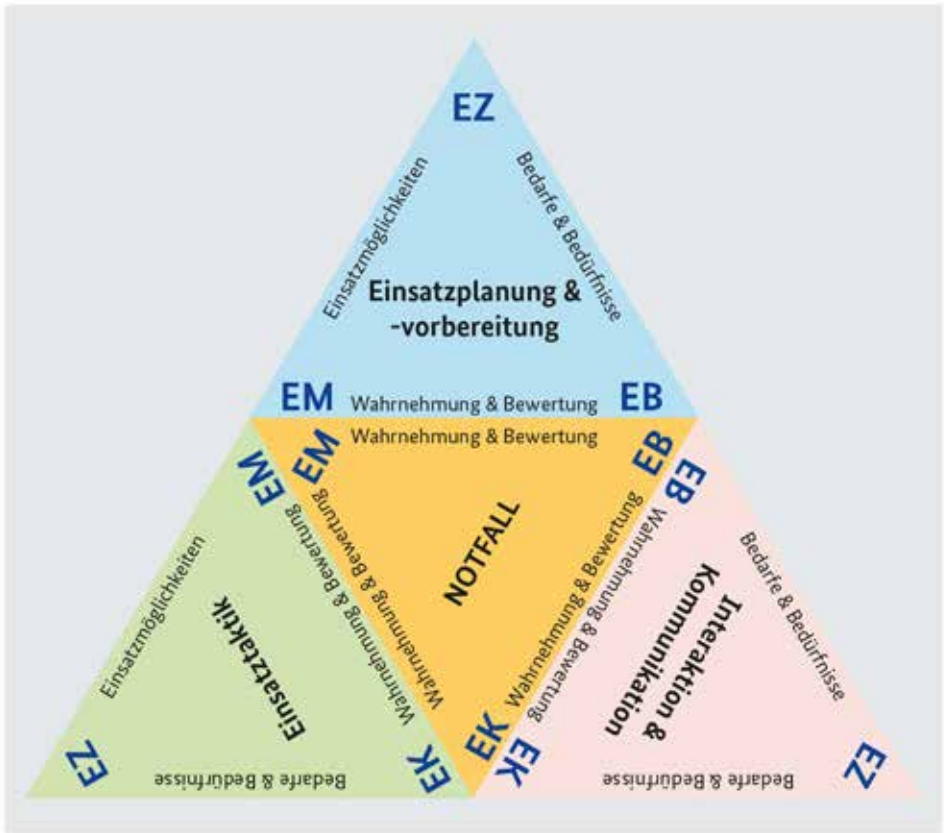 EZ
Einsatzmöglichkeiten
Bedarfe & Bedürfnisse
Einsatzplanung &
-vorbereitung
EM
Wahrnehmung & Bewertung
EB
Wahrnehmung & Bewertung
EM
EB
NOTFALL
Wahrnehmung & Bewertung
Wahrnehmung & Bewertung
EK
EM
Wahrnehmung & Bewertung
Einsatzmöglichkeiten
Einsatztaktik
EZ
Bedarfe & Bedürfnisse
EK
EB
Wahrnehmung & Bewertung
Bedarfe & Bedürfnisse
Interaktion &
Kommunikation
EK
Bedarfe & Bedürfnisse
EZ